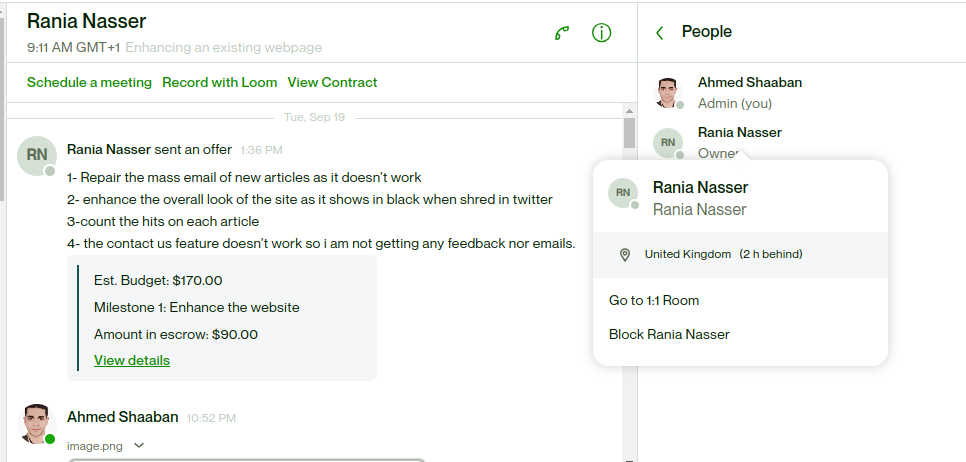 Rania Nasser
9:11 AM GMT+1 Enhancing an existing webpage
Schedule a meeting Record with Loom View Contract
Tue, Sep 19
RN
Rania Nasser sent an offer 1:36 PM
1- Repair the mass email of new articles as it doesn't work
2- enhance the overall look of the site as it shows in black when shred in twitter
3-count the hits on each article
4- the contact us feature doesn't work so i am not getting any feedback nor emails.
Est. Budget: $170.00
Milestone 1: Enhance the website
Amount in escrow: $90.00
View details
Ahmed Shaaban 10:52 PM
image.png
People
Ahmed Shaaban
Admin (you)
RN
Rania Nasser
Owner
RN
Rania Nasser
Rania Nasser
United Kingdom (2 h behind)
Go to 1:1 Room
Block Rania Nasser